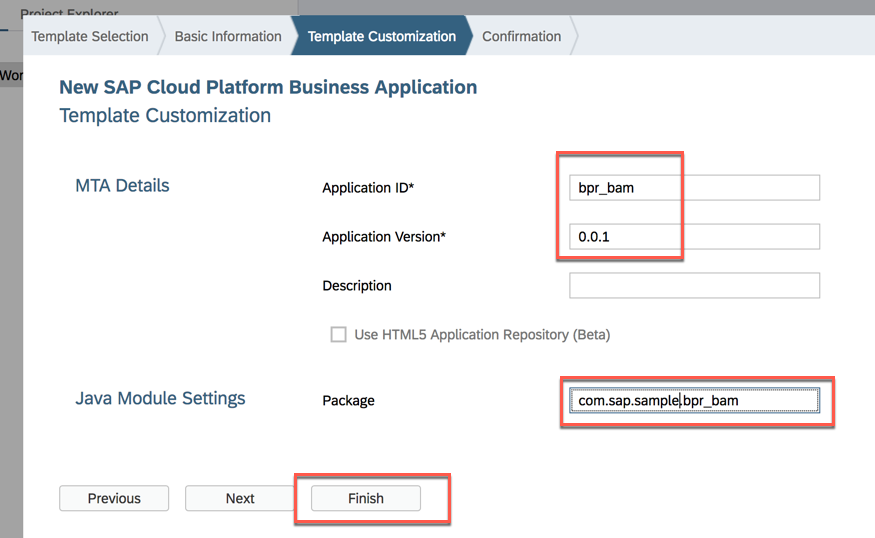 Project Explorer
Template Selection Basic Information Template Customization Confirmation
Wor
New SAP Cloud Platform Business Application
Template Customization
MTA Details Application ID* bpr_bam
Application Version* 0.0.1
Description
Use HTML5 Application Repository (Beta)
Java Module Settings Package com.sap.sample.bpr_bam
Previous Next Finish